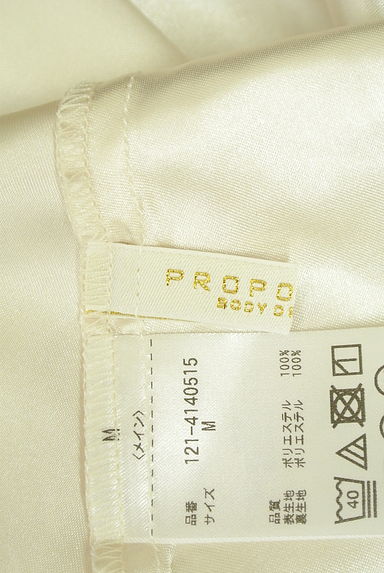 PROPO
BODY DR
M
〈メイン〉
品番 121-4140515
サイズ M
品質
表生地 ポリエステル 100%
裏生地 ポリエステル 100%
40